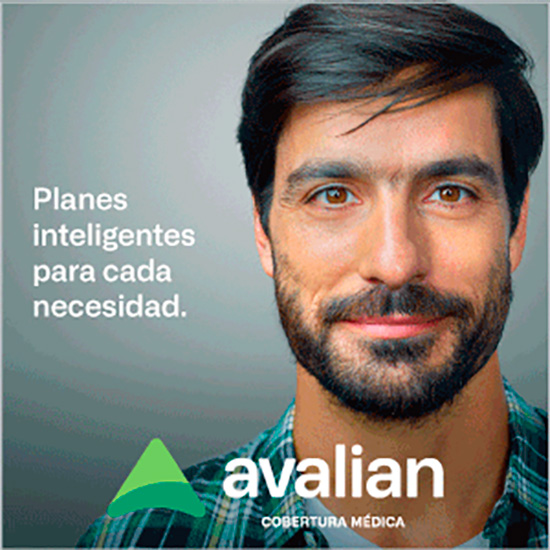 Planes
inteligentes
para cada
necesidad.
avalian
COBERTURA MÉDICA